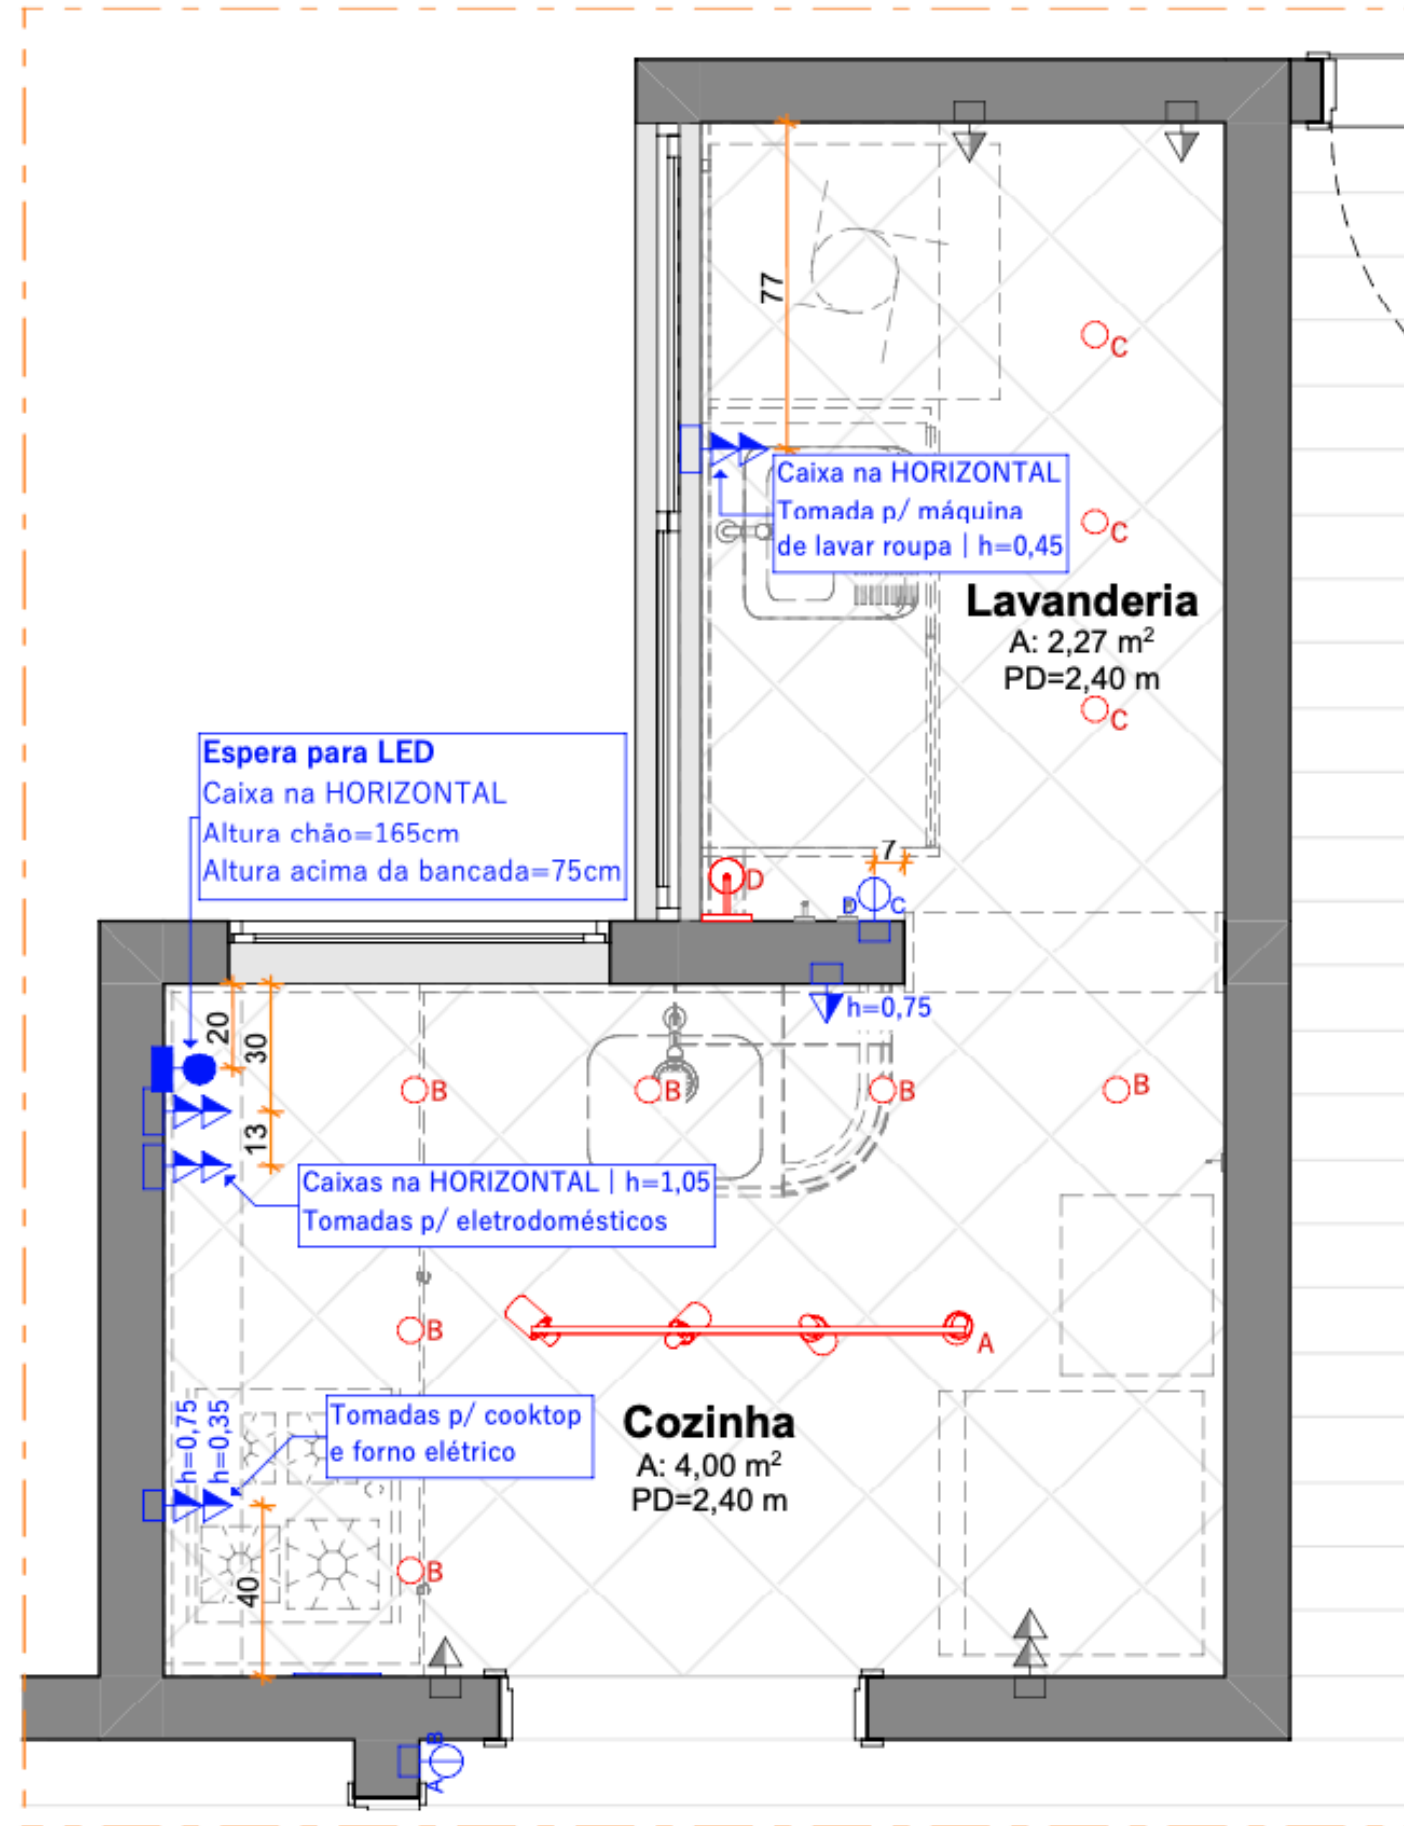 77
C
Caixa na HORIZONTAL
Tomada p/ máquina
de lavar roupa | h=0,45
C
Lavanderia
A: 2,27 m²
PD=2,40 m
C
Espera para LED
Caixa na HORIZONTAL
Altura chão=165cm
Altura acima da bancada=75cm
7
D
D
C
h=0,75
20
30
13
B
B
B
B
Caixas na HORIZONTAL | h=1,05
Tomadas p/ eletrodomésticos
B
A
h=0,75
h=0,35
Tomadas p/ cooktop
e forno elétrico
Cozinha
A: 4,00 m²
PD=2,40 m
B
40
A
B